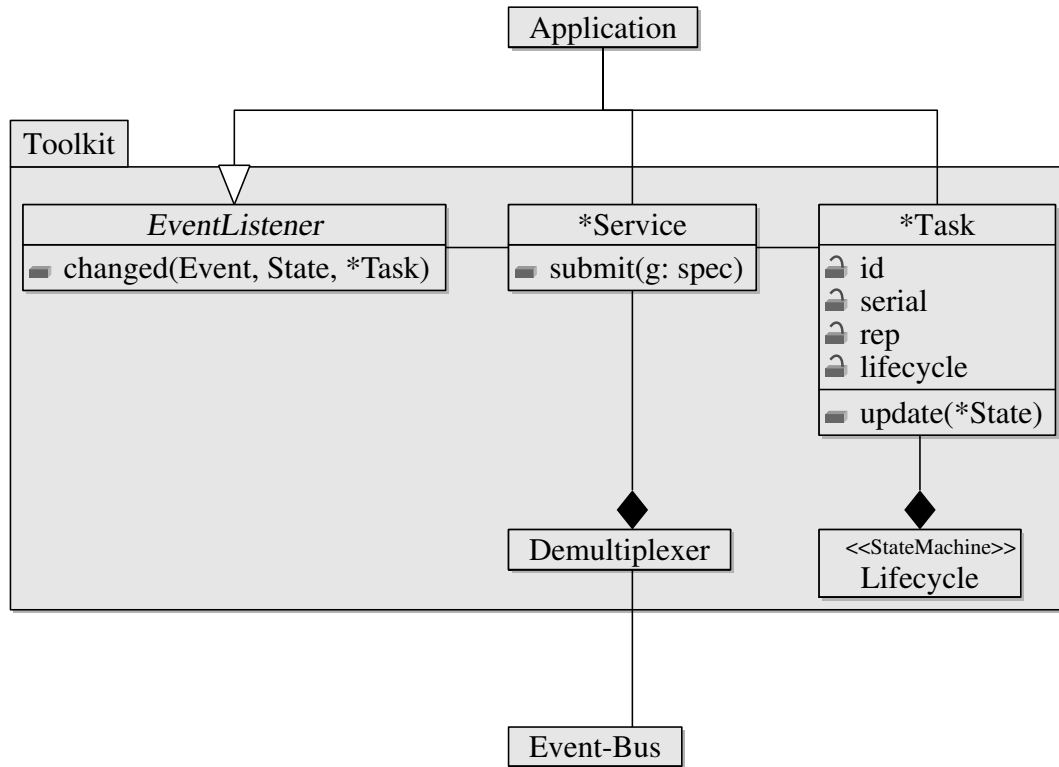 Application
Toolkit
EventListener
changed(Event, State, *Task)
*Service
submit(g: spec)
*Task
id
serial
rep
lifecycle
update(*State)
Demultiplexer
<<StateMachine>>
Lifecycle
Event-Bus